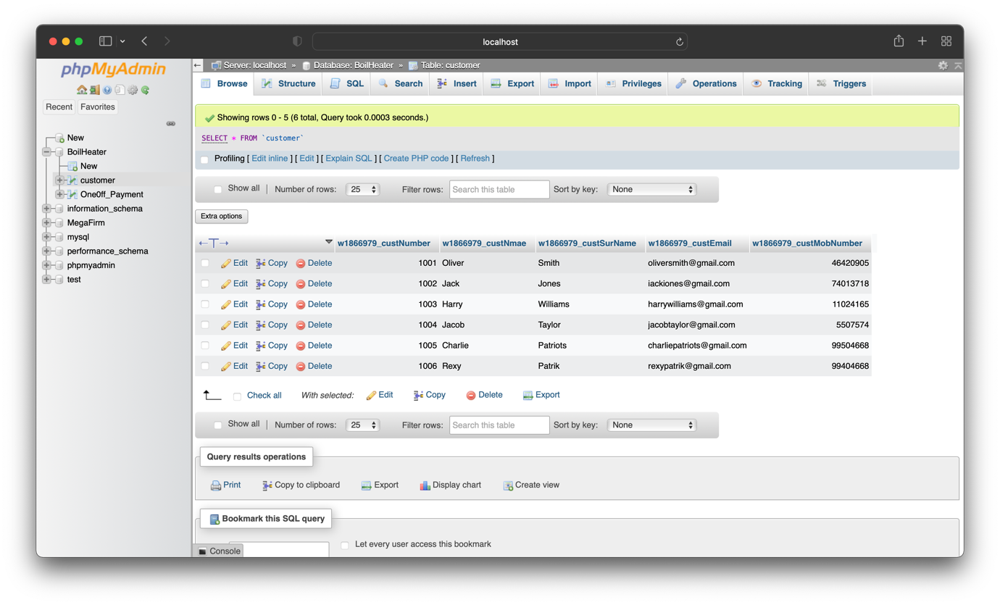 localhost
phpMyAdmin
Recent Favorites
New
BoilHeater
New
customer
One0ff_Payment
information_schema
MegaFirm
mysql
performance_schema
phpmyadmin
test
Server: localhost » Database: BoilHeater » Table: customer
Browse Structure SQL Search Insert Export Import Privileges Operations Tracking Triggers
Showing rows 0 - 5 (6 total, Query took 0.0003 seconds.)
SELECT * FROM `customer`
Profiling [ Edit inline ] [ Edit ] [ Explain SQL ] [ Create PHP code ] [ Refresh ]
Show all | Number of rows: 25 Filter rows: Search this table Sort by key: None
Extra options
w1866979_custNumber w1866979_custNmae w1866979_custSurName w1866979_custEmail w1866979_custMobNumber
Edit Copy Delete 1001 Oliver Smith oliversmith@gmail.com 46420905
Edit Copy Delete 1002 Jack Jones iackiones@gmail.com 74013718
Edit Copy Delete 1003 Harry Williams harrywilliams@gmail.com 11024165
Edit Copy Delete 1004 Jacob Taylor jacobtaylor@gmail.com 5507574
Edit Copy Delete 1005 Charlie Patriots charliepatriots@gmail.com 99504668
Edit Copy Delete 1006 Rexy Patrik rexypatrik@gmail.com 99404668
Check all With selected: Edit Copy Delete Export
Show all | Number of rows: 25 Filter rows: Search this table Sort by key: None
Query results operations
Print Copy to clipboard Export Display chart Create view
Bookmark this SQL query
Let every user access this bookmark
Console